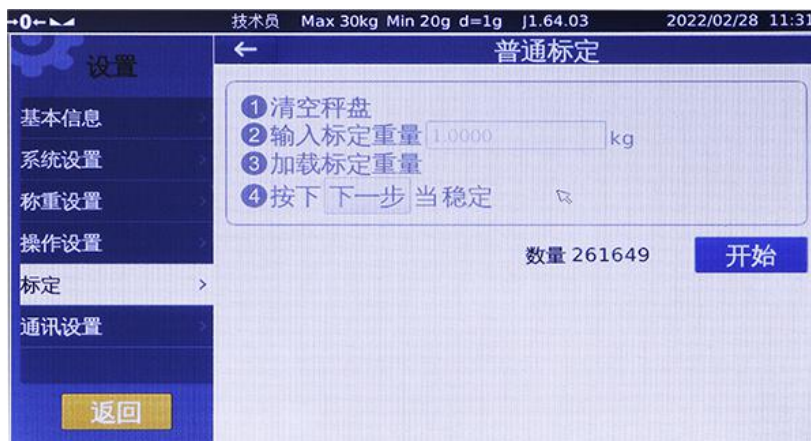 →0← 技术员 Max 30kg Min 20g d=1g J1.64.03 2022/02/28 11:31
设置
← 普通标定
基本信息
系统设置
称重设置
操作设置
标定 >
通讯设置
返回
1 清空秤盘
2 输入标定重量 1.0000 kg
3 加载标定重量
4 按下 下一步 当稳定
数量 261649
开始